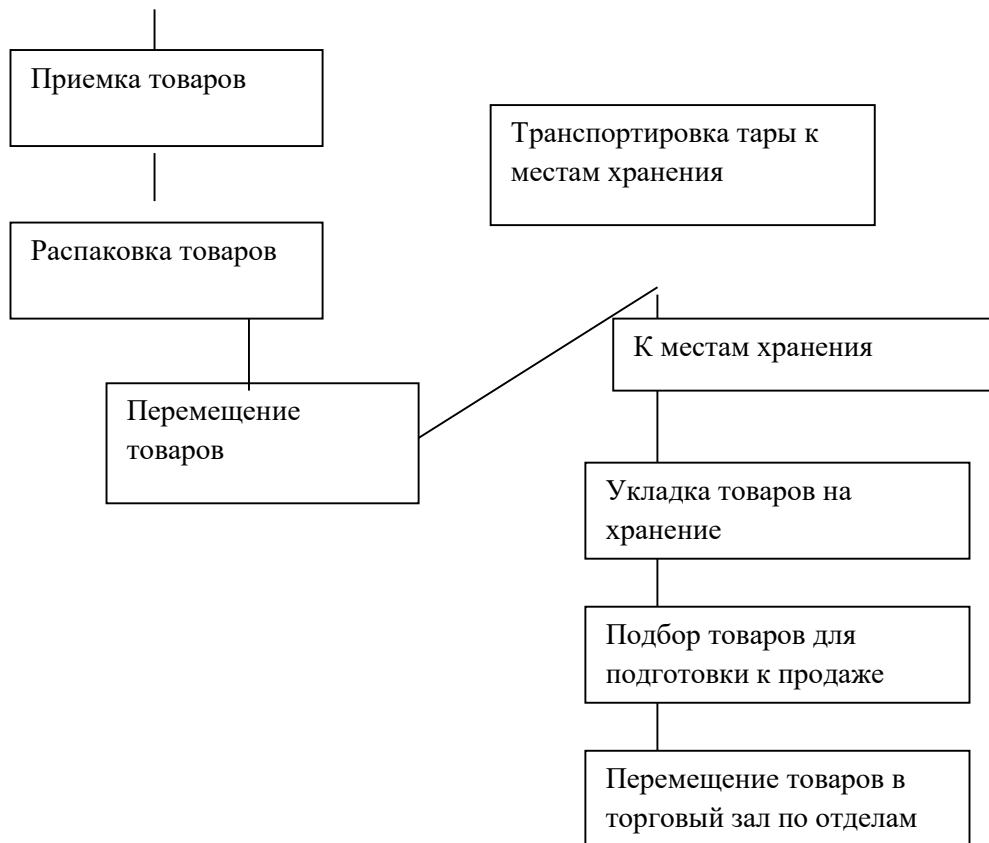 Приемка товаров
Транспортировка тары к
местам хранения
Распаковка товаров
К местам хранения
Перемещение
товаров
Укладка товаров на
хранение
Подбор товаров для
подготовки к продаже
Перемещение товаров в
торговый зал по отделам